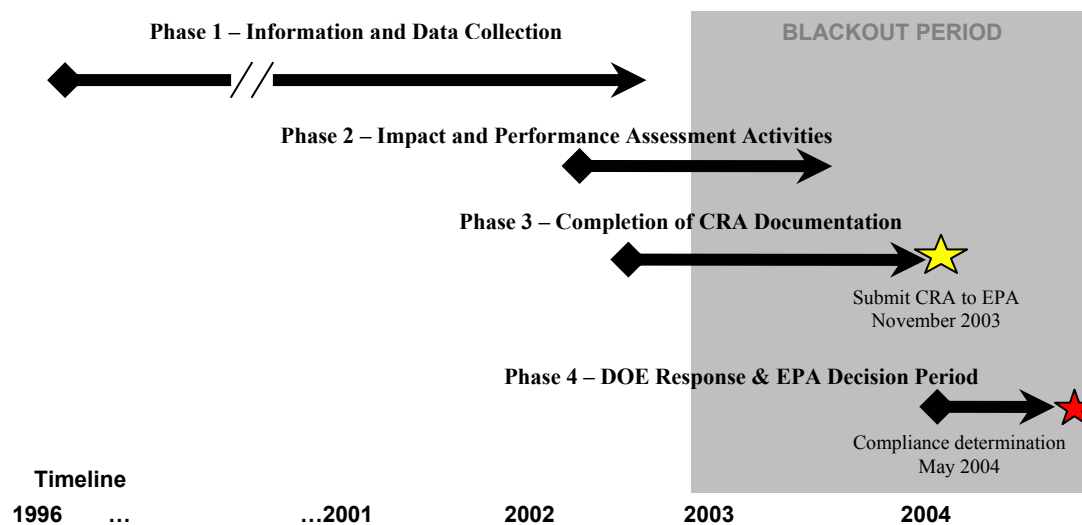 Phase 1 – Information and Data Collection
BLACKOUT PERIOD
Phase 2 – Impact and Performance Assessment Activities
Phase 3 – Completion of CRA Documentation
Submit CRA to EPA
November 2003
Phase 4 – DOE Response & EPA Decision Period
Compliance determination
May 2004
Timeline
1996 ... ...2001 2002 2003 2004